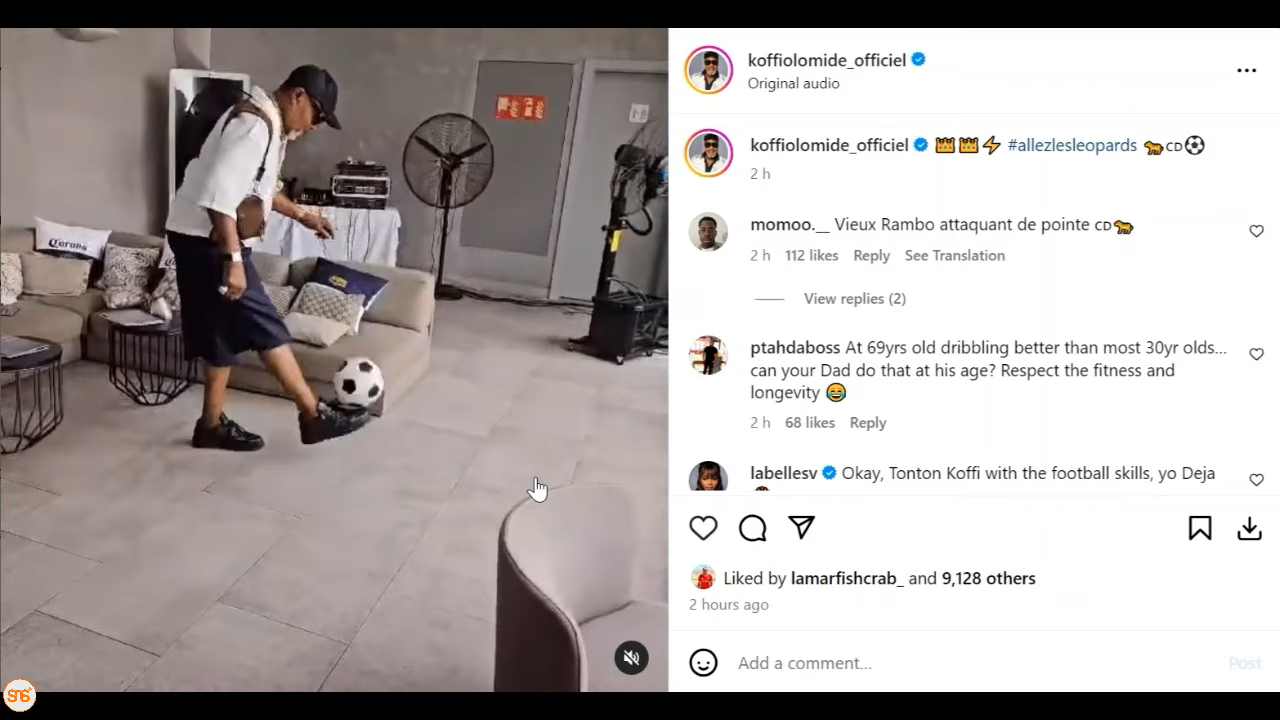 koffiolomide_officiel
Original audio
koffiolomide_officiel 👑👑⚡ #allezlesleopards 🐆CD⚽
2 h
momoo.__ Vieux Rambo attaquant de pointe CD🐆
2 h 112 likes Reply See Translation
View replies (2)
ptahdaboss At 69yrs old dribbling better than most 30yr olds...
can your Dad do that at his age? Respect the fitness and
longevity 😂
2 h 68 likes Reply
labellesv Okay, Tonton Koffi with the football skills, yo Deja
Liked by lamarfishcrab_ and 9,128 others
2 hours ago
Add a comment...
Post
Corona
S16